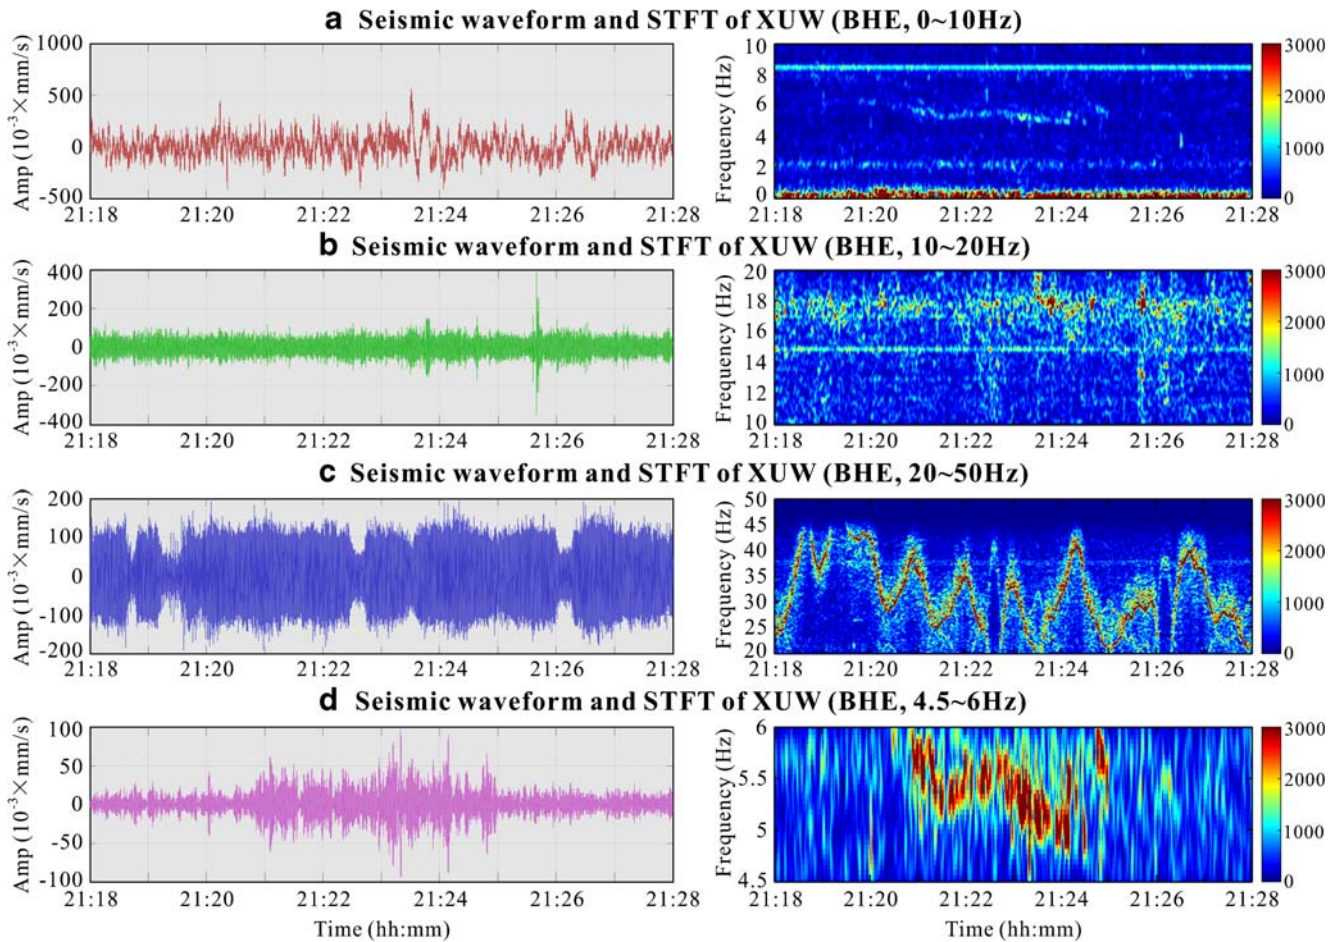 a Seismic waveform and STFT of XUW (BHE, 0~10Hz)
Amp (10⁻³×mm/s)
1000
500
0
-500
21:18 21:20 21:22 21:24 21:26 21:28
Frequency (Hz)
10
8
6
4
2
0
21:18 21:20 21:22 21:24 21:26 21:28
3000
2000
1000
0
b Seismic waveform and STFT of XUW (BHE, 10~20Hz)
Amp (10⁻³×mm/s)
400
200
0
-200
-400
21:18 21:20 21:22 21:24 21:26 21:28
Frequency (Hz)
20
18
16
14
12
10
21:18 21:20 21:22 21:24 21:26 21:28
3000
2000
1000
0
c Seismic waveform and STFT of XUW (BHE, 20~50Hz)
Amp (10⁻³×mm/s)
200
100
0
-100
-200
21:18 21:20 21:22 21:24 21:26 21:28
Frequency (Hz)
50
45
40
35
30
25
20
21:18 21:20 21:22 21:24 21:26 21:28
3000
2000
1000
0
d Seismic waveform and STFT of XUW (BHE, 4.5~6Hz)
Amp (10⁻³×mm/s)
100
50
0
-50
-100
21:18 21:20 21:22 21:24 21:26 21:28
Time (hh:mm)
Frequency (Hz)
6
5.5
5
4.5
21:18 21:20 21:22 21:24 21:26 21:28
Time (hh:mm)
3000
2000
1000
0